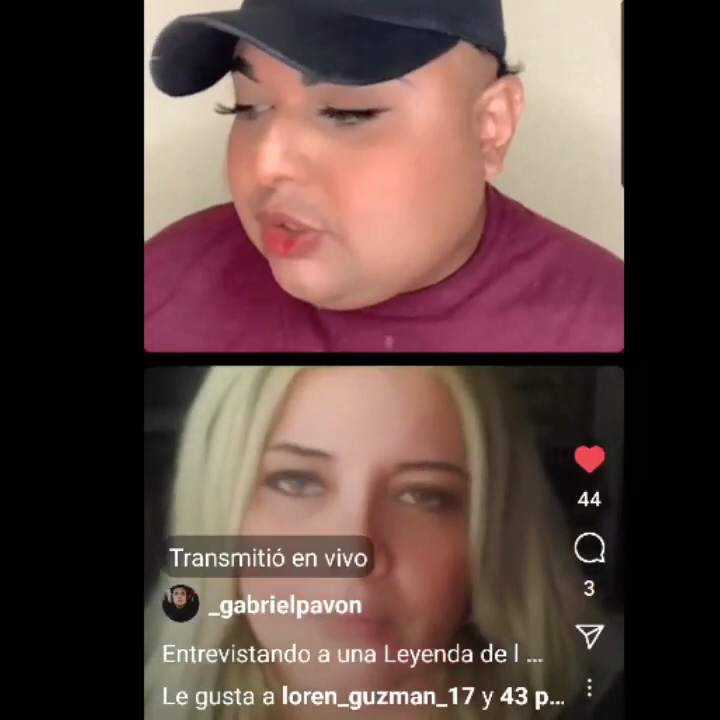 44
Transmitió en vivo
3
_gabrielpavon
Entrevistando a una Leyenda de l ...
Le gusta a loren_guzman_17 y 43 p...